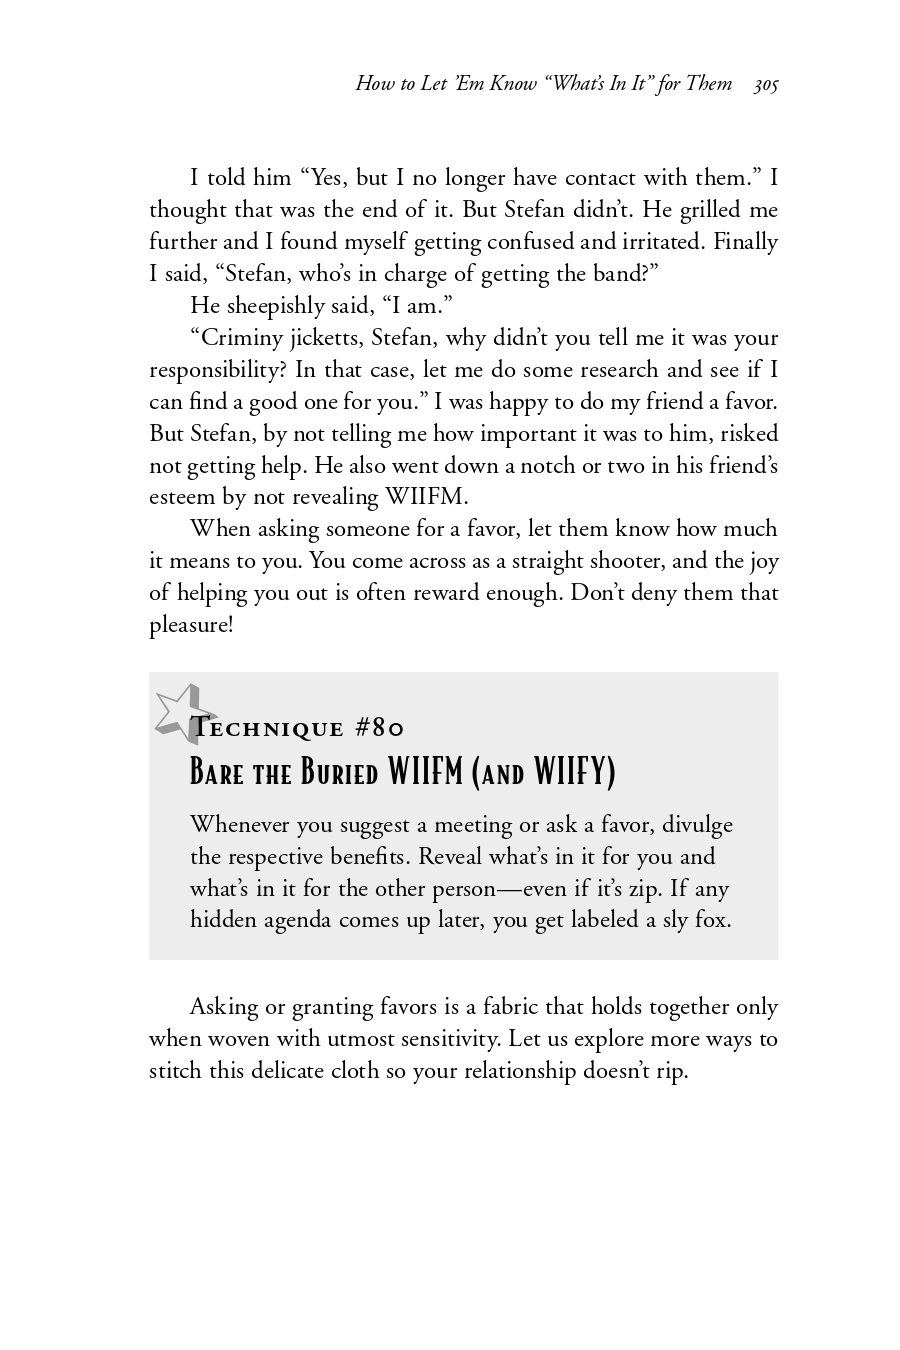 How to Let ’Em Know “What’s In It” for Them 305
I told him “Yes, but I no longer have contact with them.” I
thought that was the end of it. But Stefan didn’t. He grilled me
further and I found myself getting confused and irritated. Finally
I said, “Stefan, who’s in charge of getting the band?”
He sheepishly said, “I am.”
“Criminy jicketts, Stefan, why didn’t you tell me it was your
responsibility? In that case, let me do some research and see if I
can find a good one for you.” I was happy to do my friend a favor.
But Stefan, by not telling me how important it was to him, risked
not getting help. He also went down a notch or two in his friend’s
esteem by not revealing WIIFM.
When asking someone for a favor, let them know how much
it means to you. You come across as a straight shooter, and the joy
of helping you out is often reward enough. Don’t deny them that
pleasure!
Technique #80
Bare the Buried WIIFM (and WIIFY)
Whenever you suggest a meeting or ask a favor, divulge
the respective benefits. Reveal what’s in it for you and
what’s in it for the other person—even if it’s zip. If any
hidden agenda comes up later, you get labeled a sly fox.
Asking or granting favors is a fabric that holds together only
when woven with utmost sensitivity. Let us explore more ways to
stitch this delicate cloth so your relationship doesn’t rip.